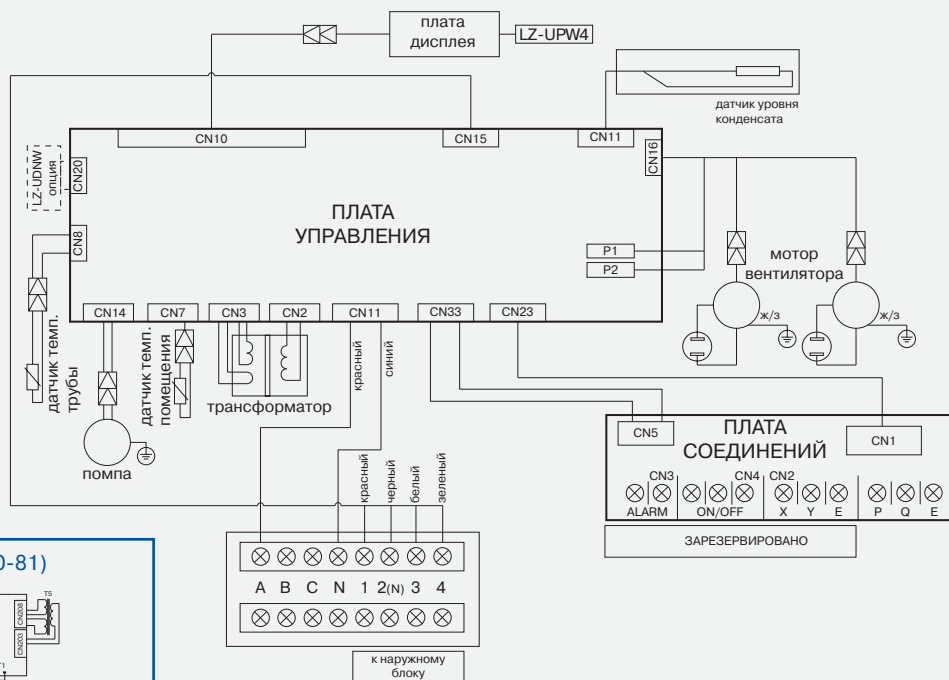 плата
дисплея
LZ-UPW4
датчик уровня
конденсата
CN10
CN15
CN11
CN16
LZ-UDNW
опция
CN20
CN8
ПЛАТА
УПРАВЛЕНИЯ
P1
P2
мотор
вентилятора
ж/з
ж/з
CN14
CN7
CN3
CN2
CN11
CN33
CN23
датчик темп.
трубы
датчик темп.
помещения
трансформатор
красный
синий
помпа
красный
черный
белый
зеленый
CN5
ПЛАТА
СОЕДИНЕНИЙ
CN1
CN3
CN4
CN2
ALARM
ON/OFF
X Y E
P Q E
ЗАРЕЗЕРВИРОВАНО
A B C N 1 2(N) 3 4
к наружному
блоку
0-81)
T5
CN208
CN203